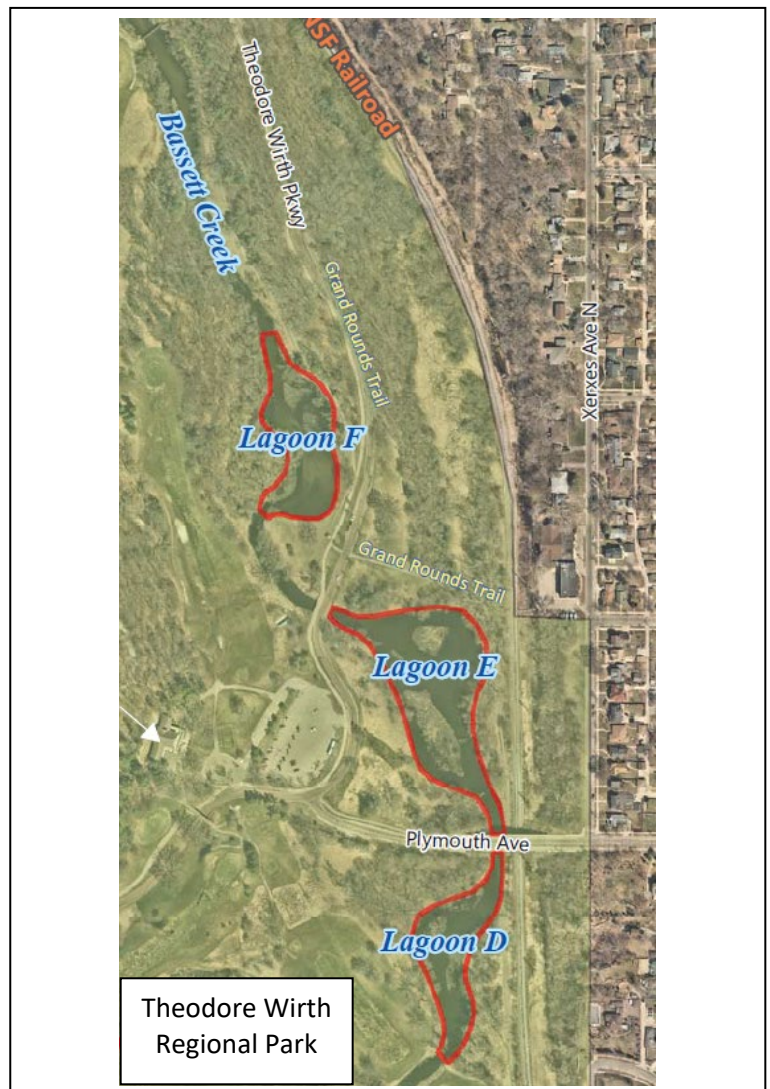 NSF Railroad
Theodore Wirth Pkwy
Bassett Creek
Grand Rounds Trail
Xerxes Ave N
Lagoon F
Grand Rounds Trail
Lagoon E
Plymouth Ave
Lagoon D
Theodore Wirth
Regional Park